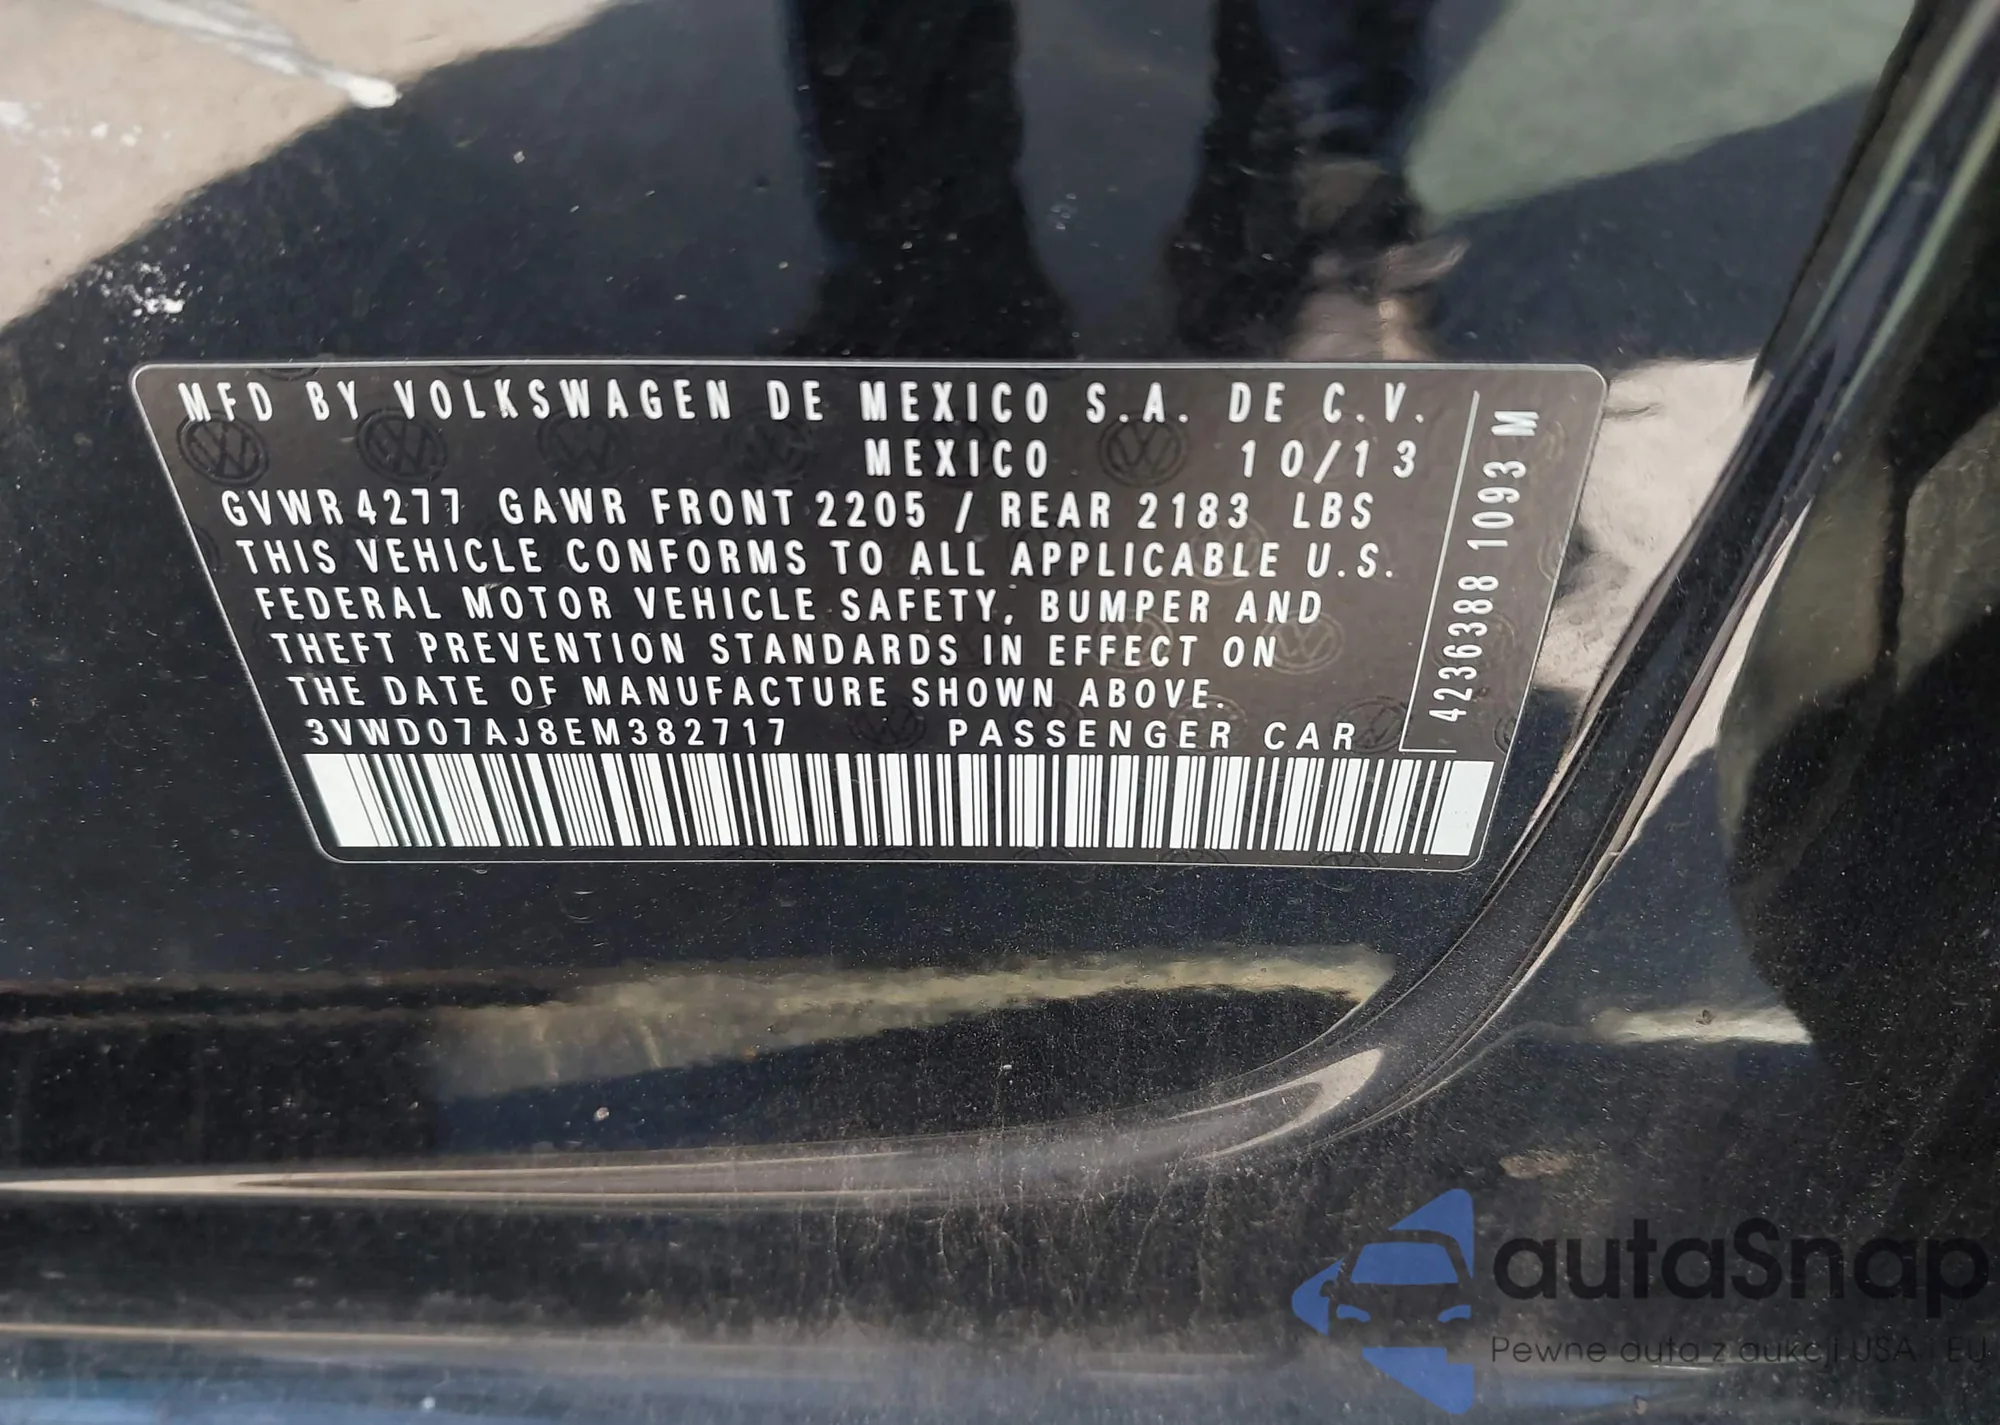 MFD BY VOLKSWAGEN DE MEXICO S.A. DE C.V.
MEXICO 10/13
GVWR 4277 GAWR FRONT 2205 / REAR 2183 LBS
THIS VEHICLE CONFORMS TO ALL APPLICABLE U.S.
FEDERAL MOTOR VEHICLE SAFETY, BUMPER AND
THEFT PREVENTION STANDARDS IN EFFECT ON
THE DATE OF MANUFACTURE SHOWN ABOVE.
3VWD07AJ8EM382717 PASSENGER CAR
4236388 1093 M
autaSnap
Pewne auta z aukcji USA i EU